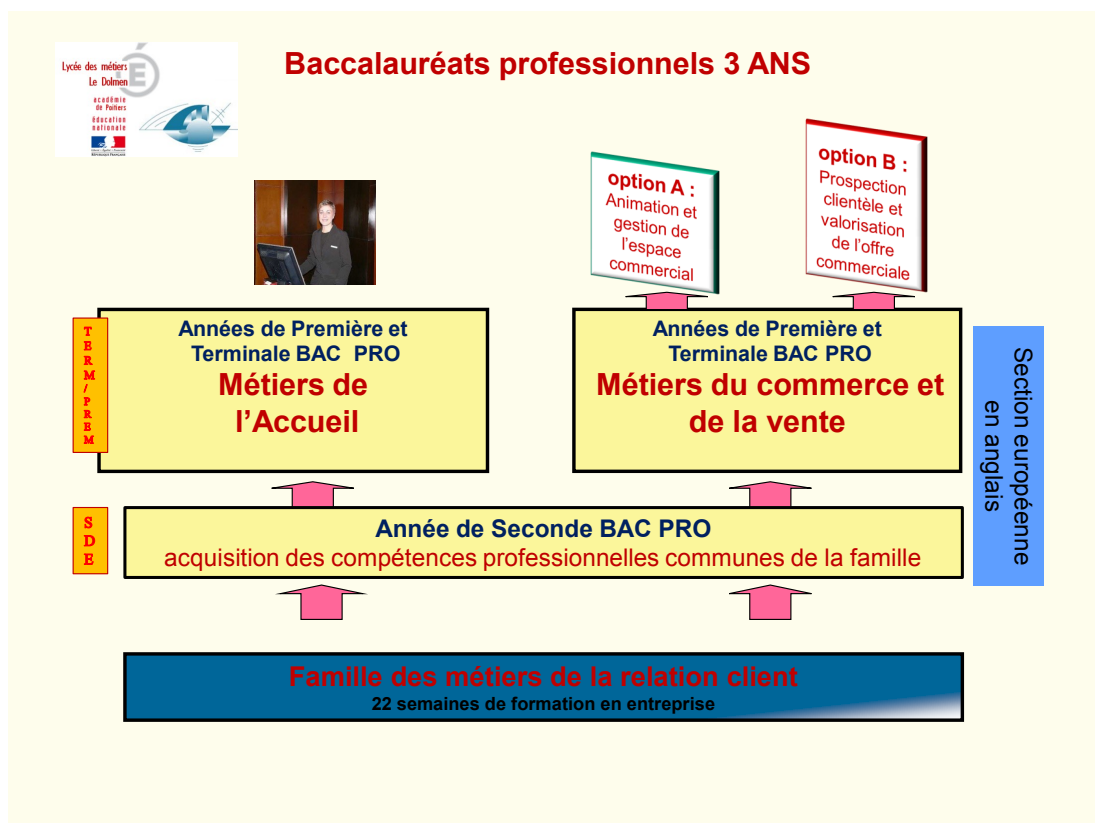 Lycée des métiers
Le Dolmen
académie
de Poitiers
éducation
nationale
RÉPUBLIQUE FRANÇAISE
Baccalauréats professionnels 3 ANS
option A :
Animation et
gestion de
l'espace
commercial
option B :
Prospection
clientèle et
valorisation
de l'offre
commerciale
TERM/PREM
Années de Première et
Terminale BAC PRO
Métiers de
l'Accueil
Années de Première et
Terminale BAC PRO
Métiers du commerce et
de la vente
Section européenne
en anglais
SDE
Année de Seconde BAC PRO
acquisition des compétences professionnelles communes de la famille
Famille des métiers de la relation client
22 semaines de formation en entreprise